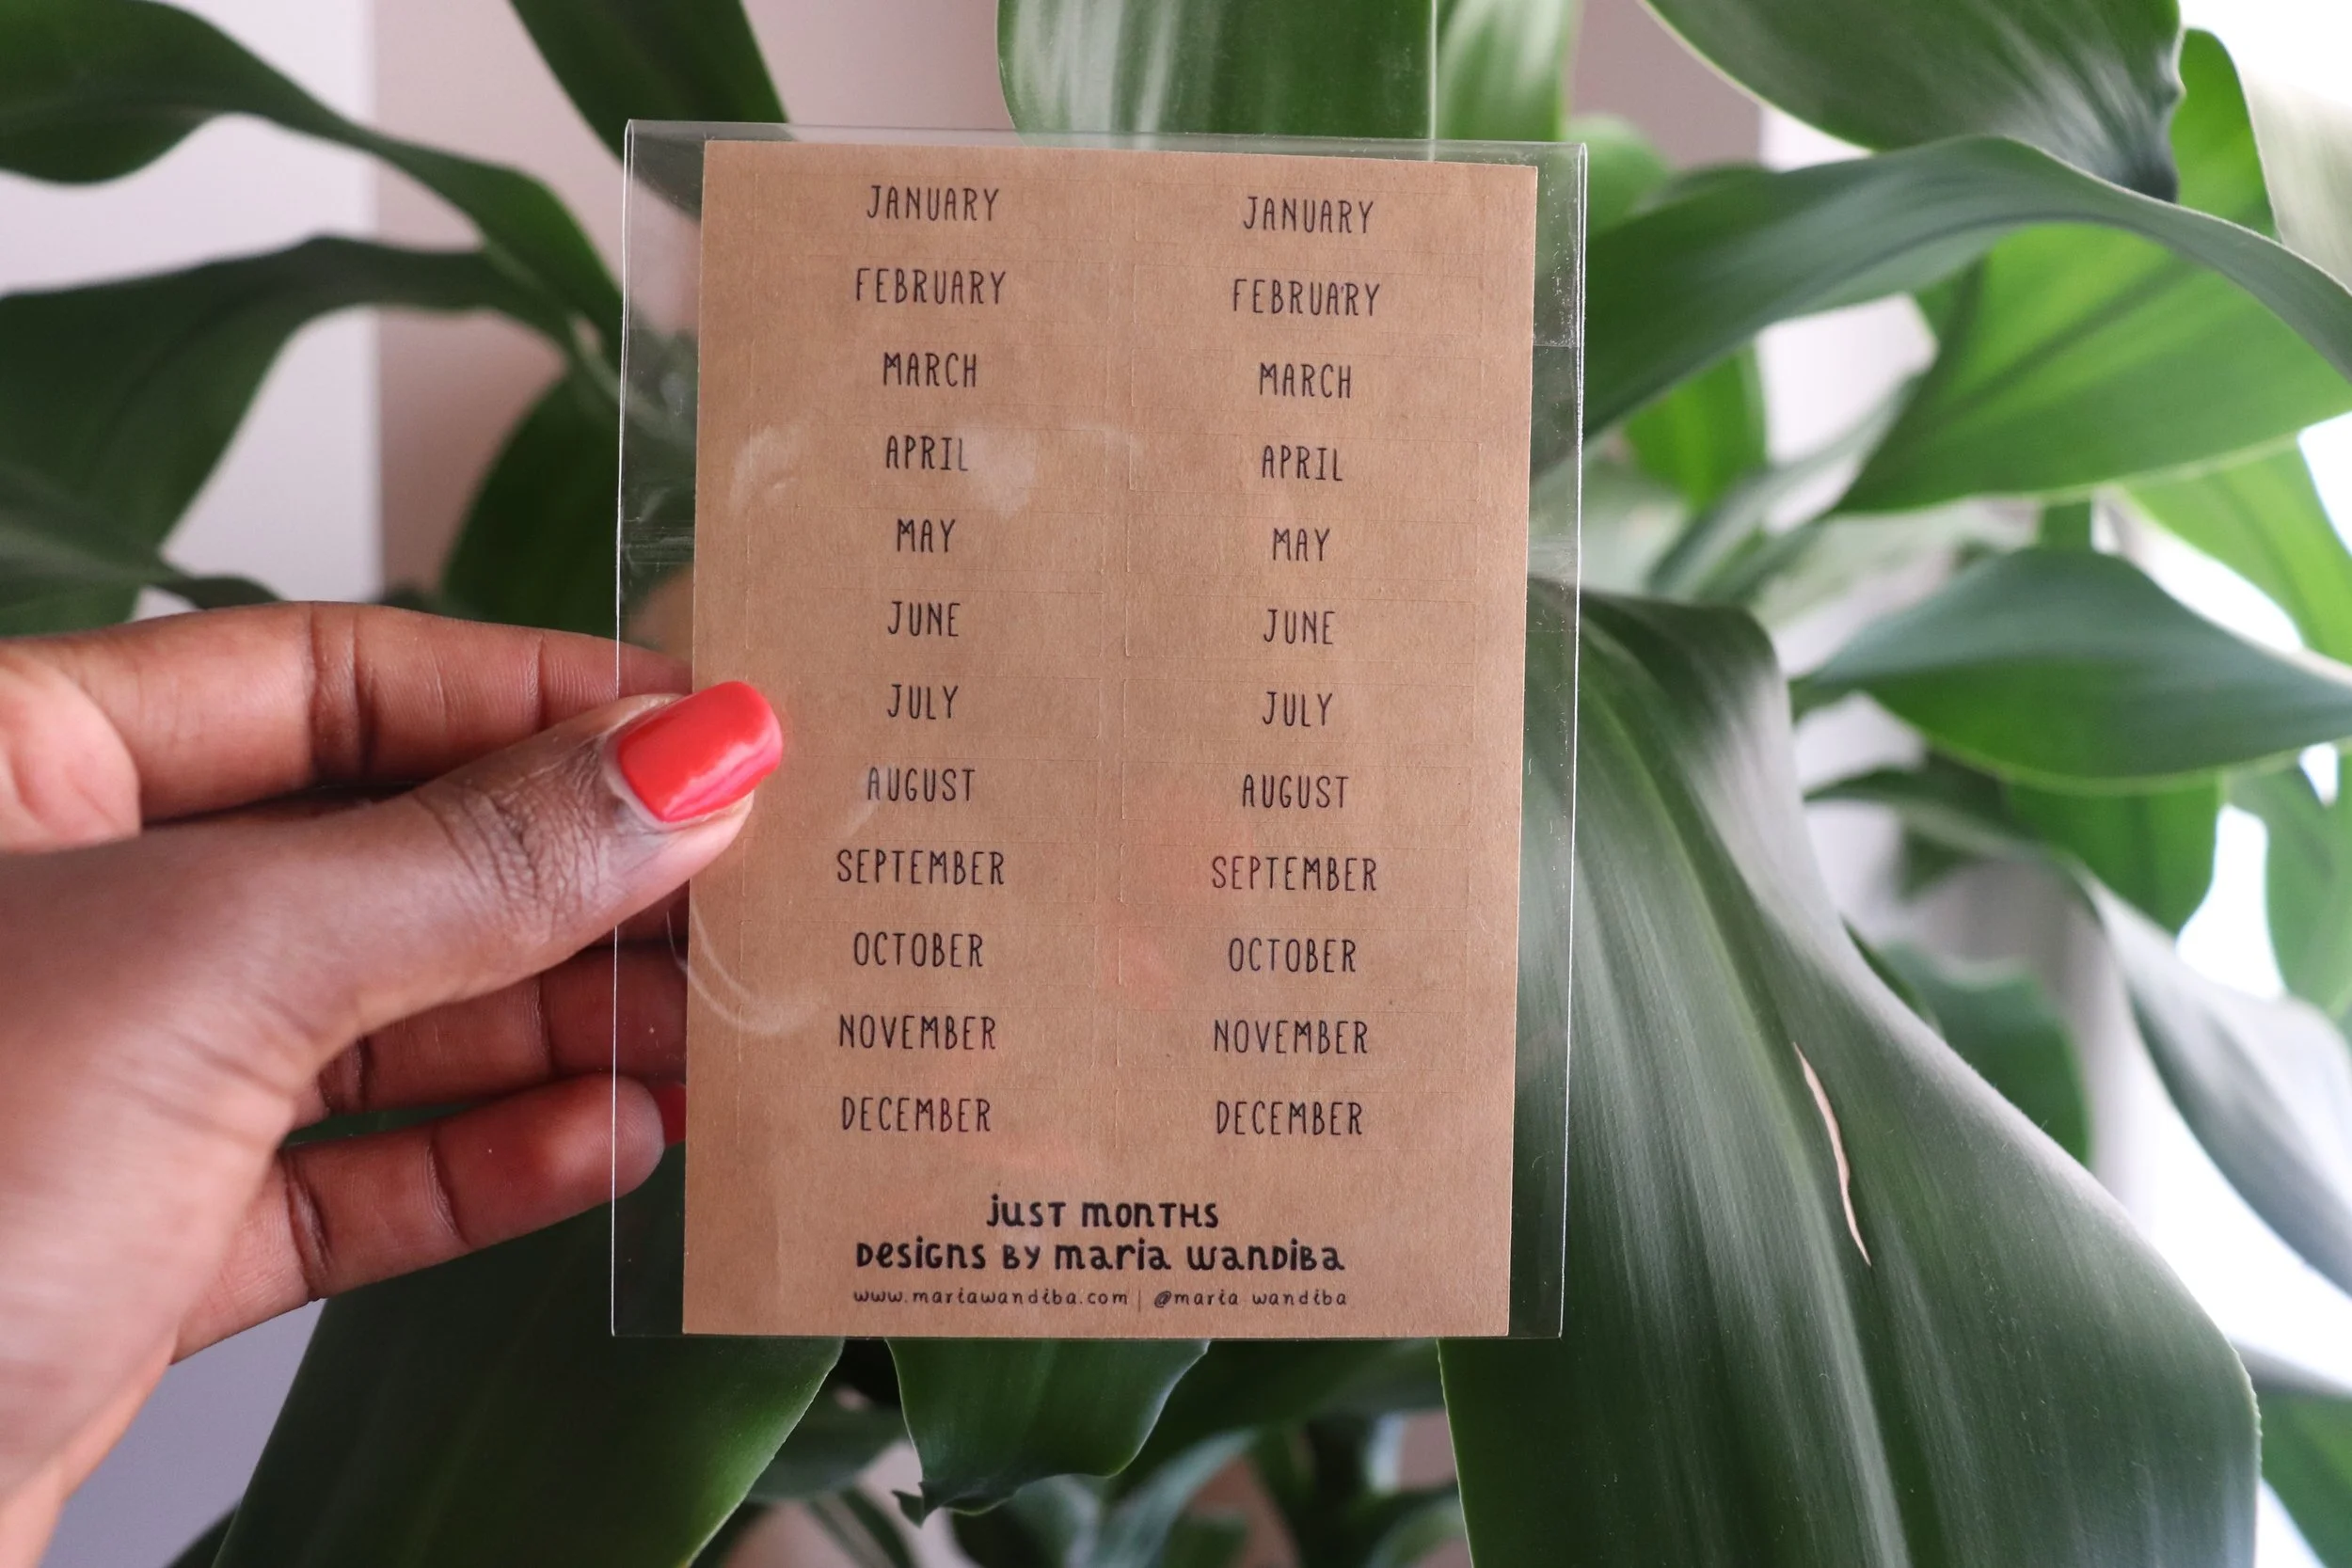 JANUARY JANUARY
FEBRUARY FEBRUARY
MARCH MARCH
APRIL APRIL
MAY MAY
JUNE JUNE
JULY JULY
AUGUST AUGUST
SEPTEMBER SEPTEMBER
OCTOBER OCTOBER
NOVEMBER NOVEMBER
DECEMBER DECEMBER
just months
Designs by maria wandiba
www.mariawandiba.com | @maria wandiba